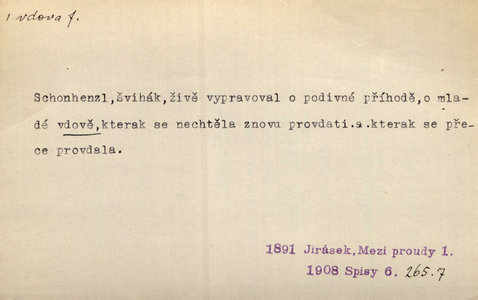 1 vdova f.
Schonhenzl,švihák,živě vypravoval o podivné příhodě,o mla-
dé vdově,kterak se nechtěla znovu provdati.a.kterak se pře-
ce provdala.
1891 Jirásek,Mezi proudy 1.
1908 Spisy 6. 265.7